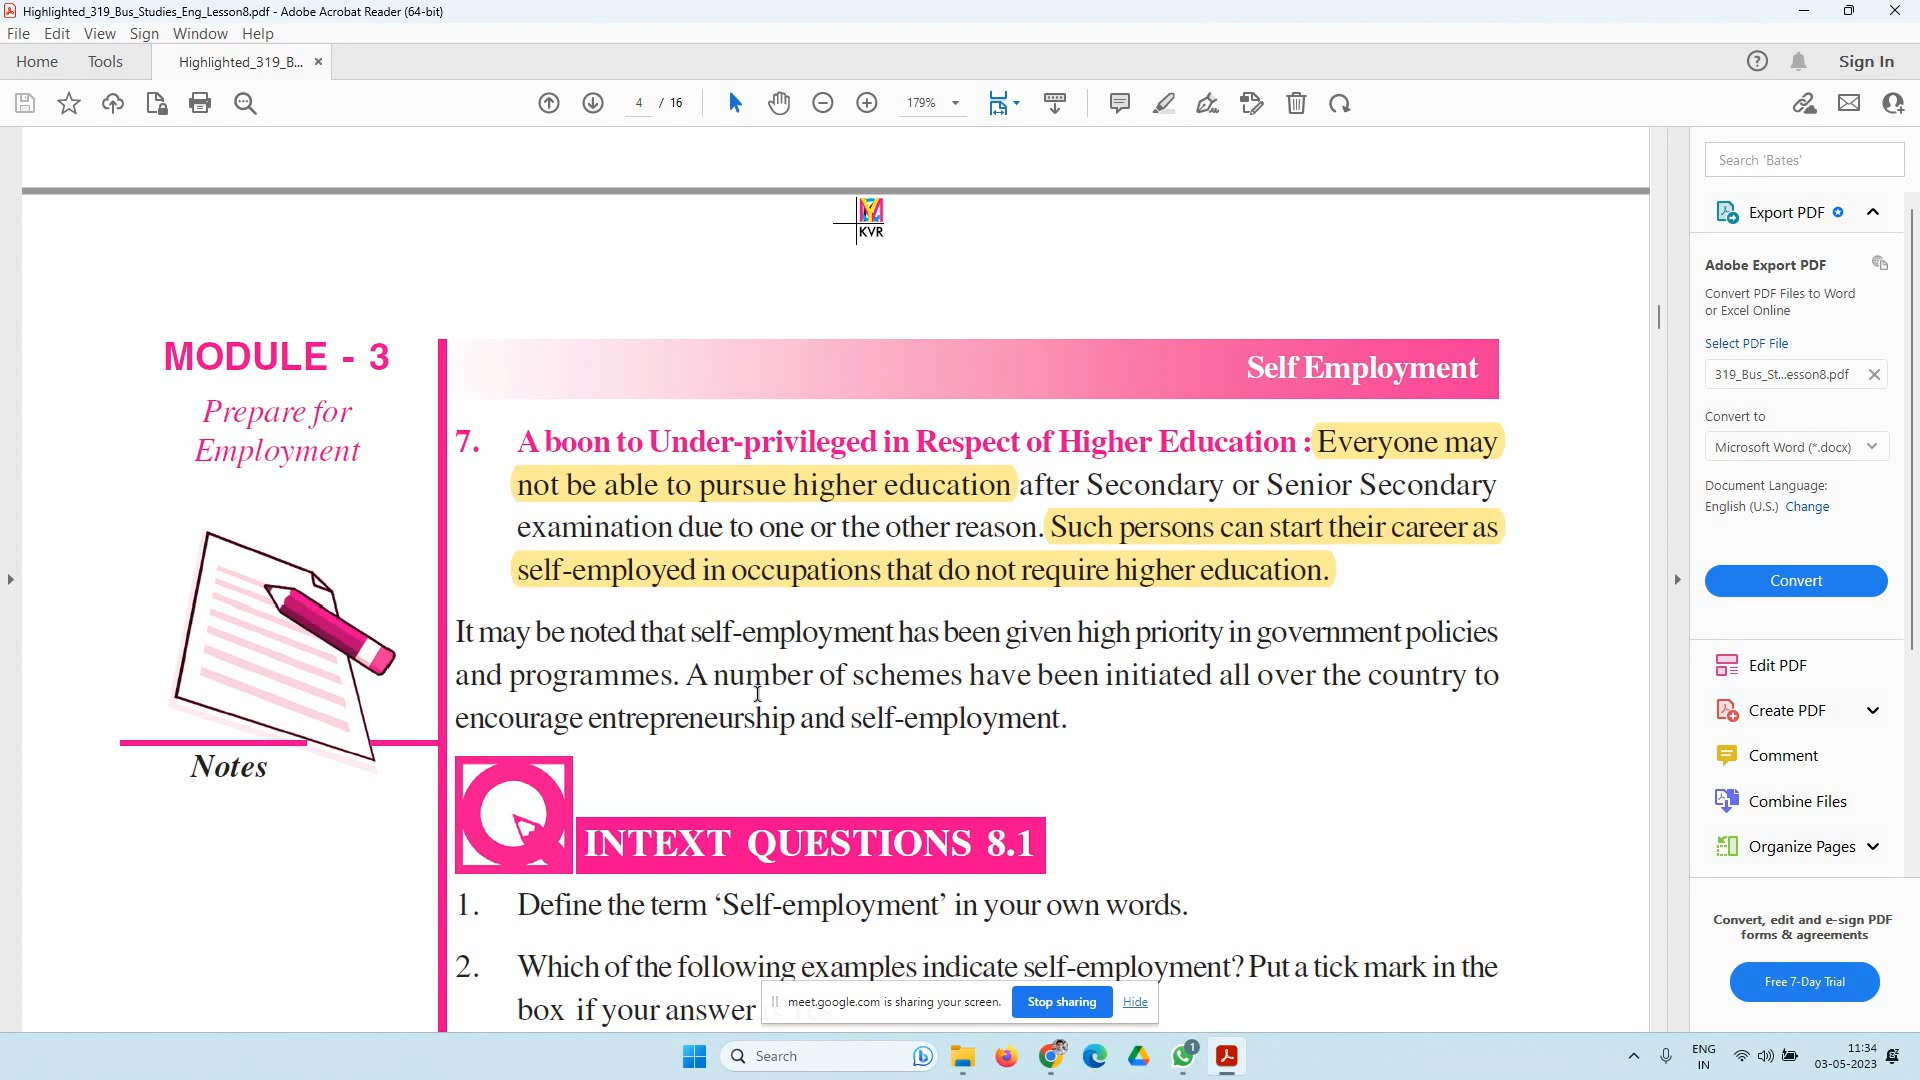 Highlighted_319_Bus_Studies_Eng_Lesson8.pdf - Adobe Acrobat Reader (64-bit)
File Edit View Sign Window Help
Home Tools Highlighted_319_B... × Sign In
4 / 16 179%
Search 'Bates'
KVR
Export PDF
Adobe Export PDF
Convert PDF Files to Word
or Excel Online
Select PDF File
319_Bus_St...esson8.pdf
Convert to
Microsoft Word (*.docx)
Document Language:
English (U.S.) Change
Convert
Edit PDF
Create PDF
Comment
Combine Files
Organize Pages
Convert, edit and e-sign PDF
forms & agreements
Free 7-Day Trial
MODULE - 3
Prepare for
Employment
Notes
Self Employment
7. A boon to Under-privileged in Respect of Higher Education : Everyone may
not be able to pursue higher education after Secondary or Senior Secondary
examination due to one or the other reason. Such persons can start their career as
self-employed in occupations that do not require higher education.
It may be noted that self-employment has been given high priority in government policies
and programmes. A number of schemes have been initiated all over the country to
encourage entrepreneurship and self-employment.
INTEXT QUESTIONS 8.1
1. Define the term ‘Self-employment’ in your own words.
2. Which of the following examples indicate self-employment? Put a tick mark in the
box if your answer
meet.google.com is sharing your screen. Stop sharing Hide
Search
1
ENG
IN
11:34
03-05-2023